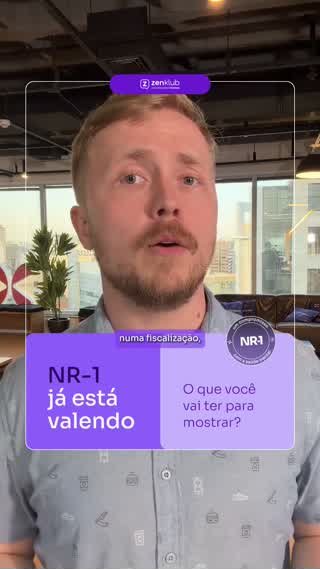 zenklub
numa fiscalização,
NR-1
já está
valendo
O que você
vai ter para
mostrar?
NR-1